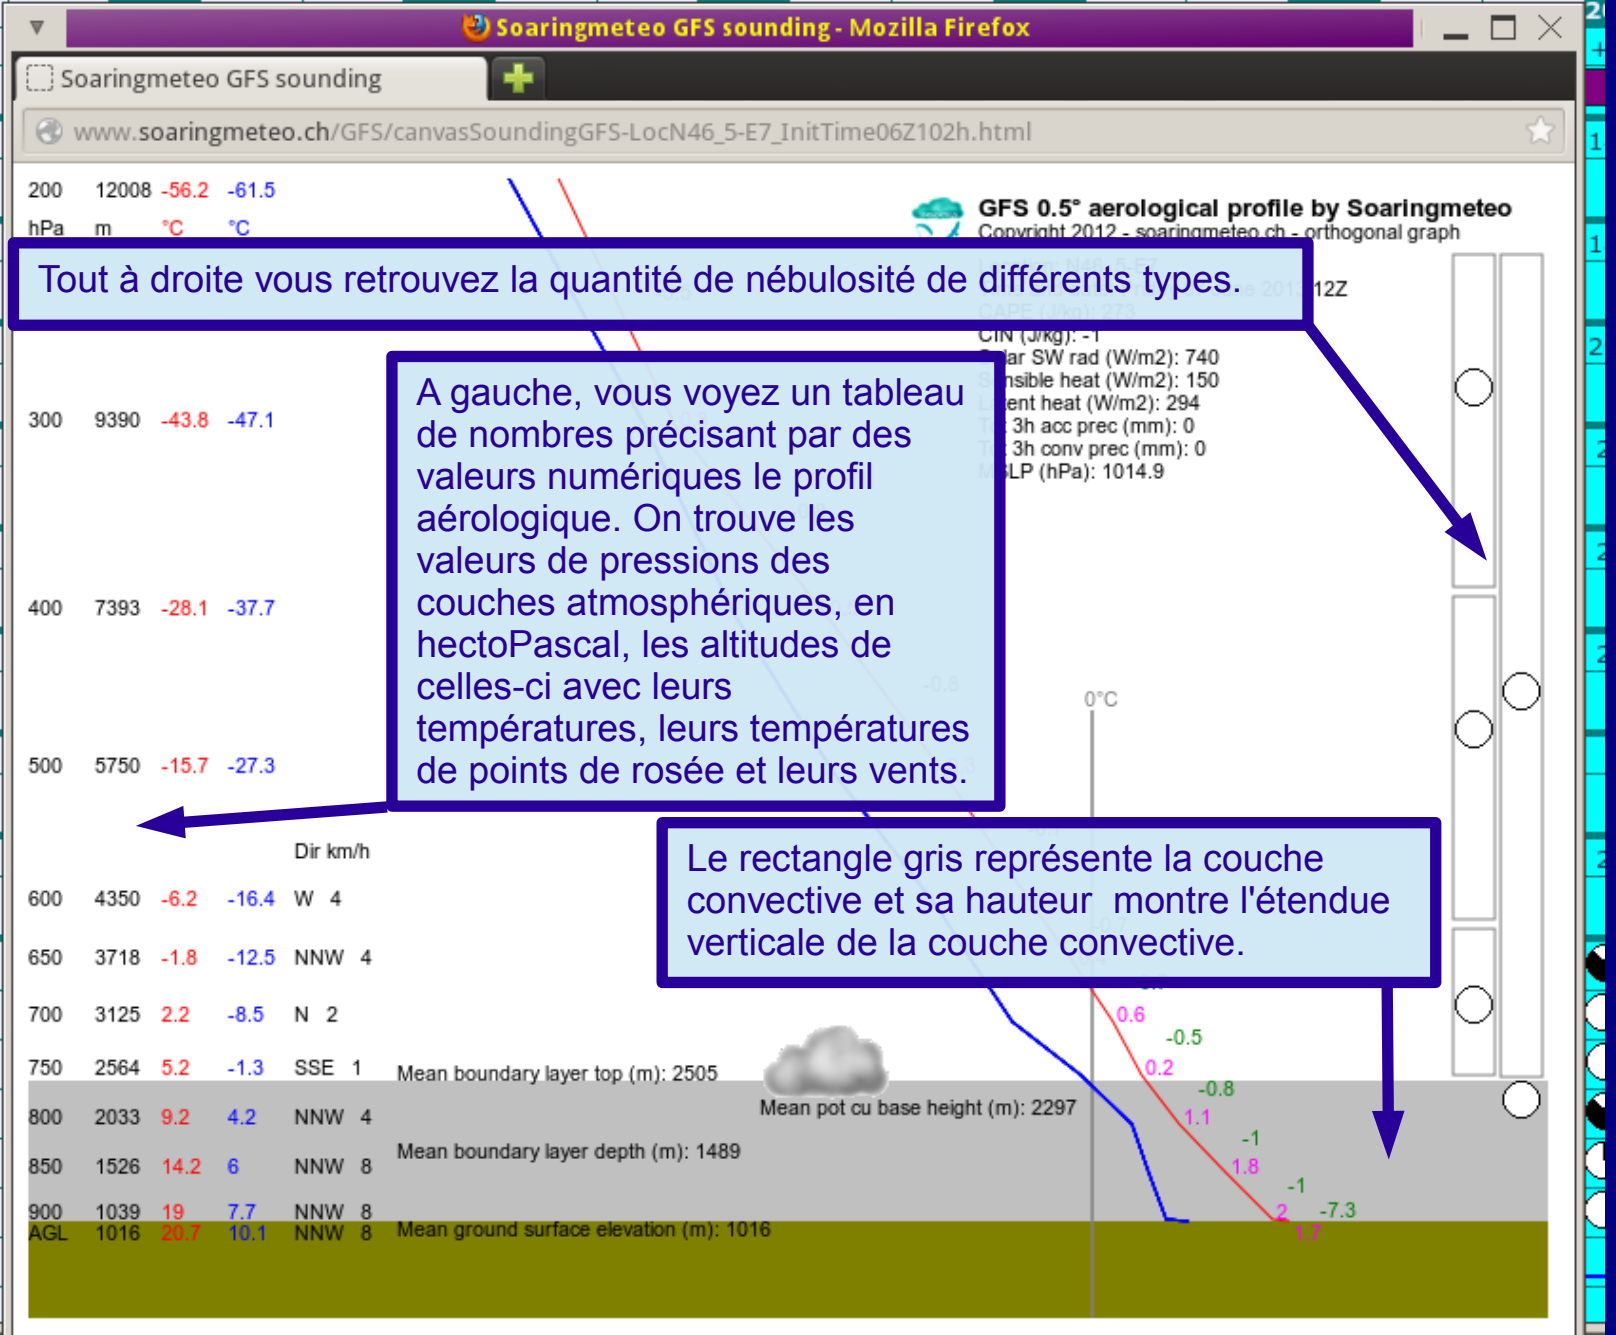 Soaringmeteo GFS sounding - Mozilla Firefox
Soaringmeteo GFS sounding
www.soaringmeteo.ch/GFS/canvasSoundingGFS-LocN46_5-E7_InitTime06Z102h.html
200 12008 -56.2 -61.5
hPa m °C °C
GFS 0.5° aerological profile by Soaringmeteo
Copyright 2012 - soaringmeteo.ch - orthogonal graph
Tout à droite vous retrouvez la quantité de nébulosité de différents types.
12Z
CAPE (J/kg): 273
CIN (J/kg): -1
Solar SW rad (W/m2): 740
Sensible heat (W/m2): 150
Latent heat (W/m2): 294
Tot 3h acc prec (mm): 0
Tot 3h conv prec (mm): 0
MSLP (hPa): 1014.9
A gauche, vous voyez un tableau
de nombres précisant par des
valeurs numériques le profil
aérologique. On trouve les
valeurs de pressions des
couches atmosphériques, en
hectoPascal, les altitudes de
celles-ci avec leurs
températures, leurs températures
de points de rosée et leurs vents.
300 9390 -43.8 -47.1
400 7393 -28.1 -37.7
-0.8
0°C
500 5750 -15.7 -27.3
Dir km/h
Le rectangle gris représente la couche
convective et sa hauteur montre l'étendue
verticale de la couche convective.
600 4350 -6.2 -16.4 W 4
650 3718 -1.8 -12.5 NNW 4
700 3125 2.2 -8.5 N 2
0.6
-0.5
750 2564 5.2 -1.3 SSE 1
Mean boundary layer top (m): 2505
0.2
-0.8
Mean pot cu base height (m): 2297
800 2033 9.2 4.2 NNW 4
1.1
-1
Mean boundary layer depth (m): 1489
850 1526 14.2 6 NNW 8
1.8
-1
900 1039 19 7.7 NNW 8
2
-7.3
AGL 1016 20.7 10.1 NNW 8
Mean ground surface elevation (m): 1016
1.7